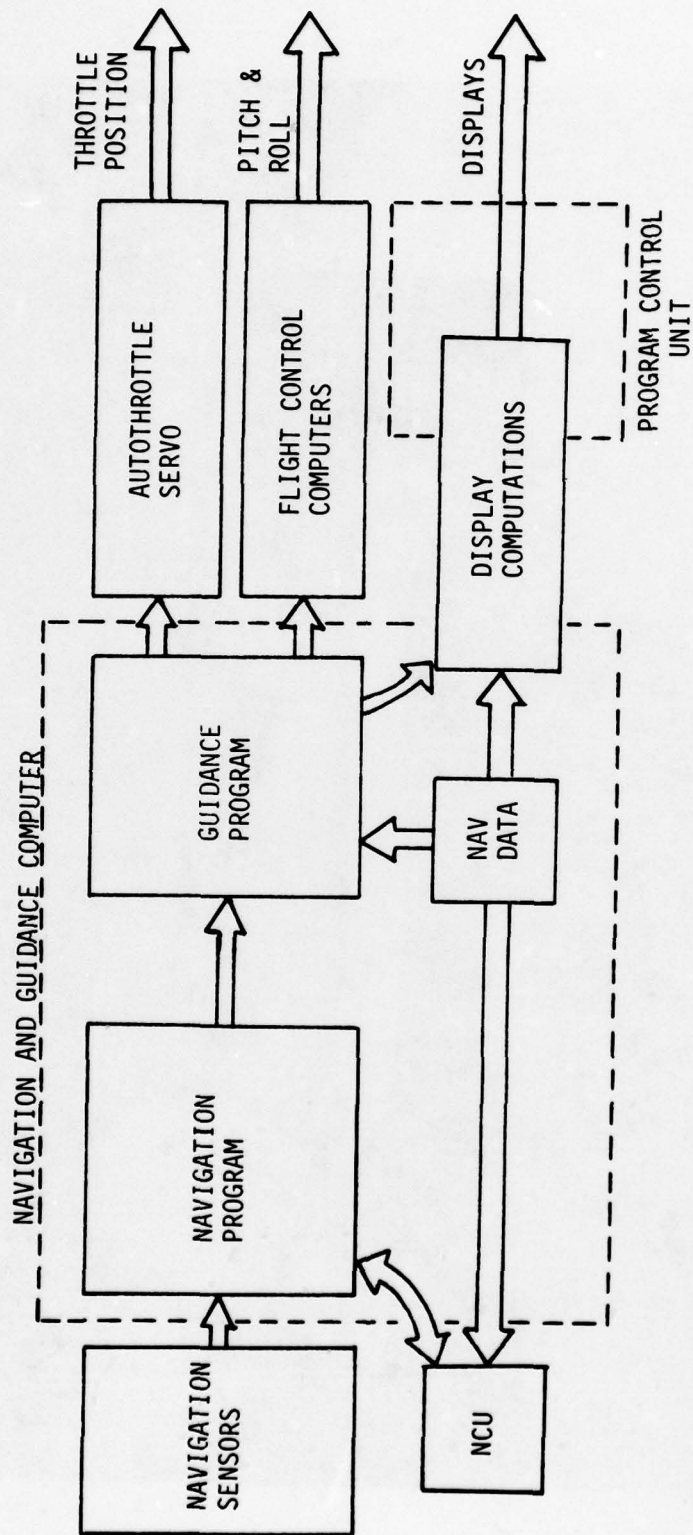 NAVIGATION AND GUIDANCE COMPUTER
NAVIGATION
SENSORS
NAVIGATION
PROGRAM
GUIDANCE
PROGRAM
AUTOTHROTTLE
SERVO
THROTTLE
POSITION
FLIGHT CONTROL
COMPUTERS
PITCH &
ROLL
NCU
NAV
DATA
DISPLAY
COMPUTATIONS
DISPLAYS
PROGRAM CONTROL
UNIT